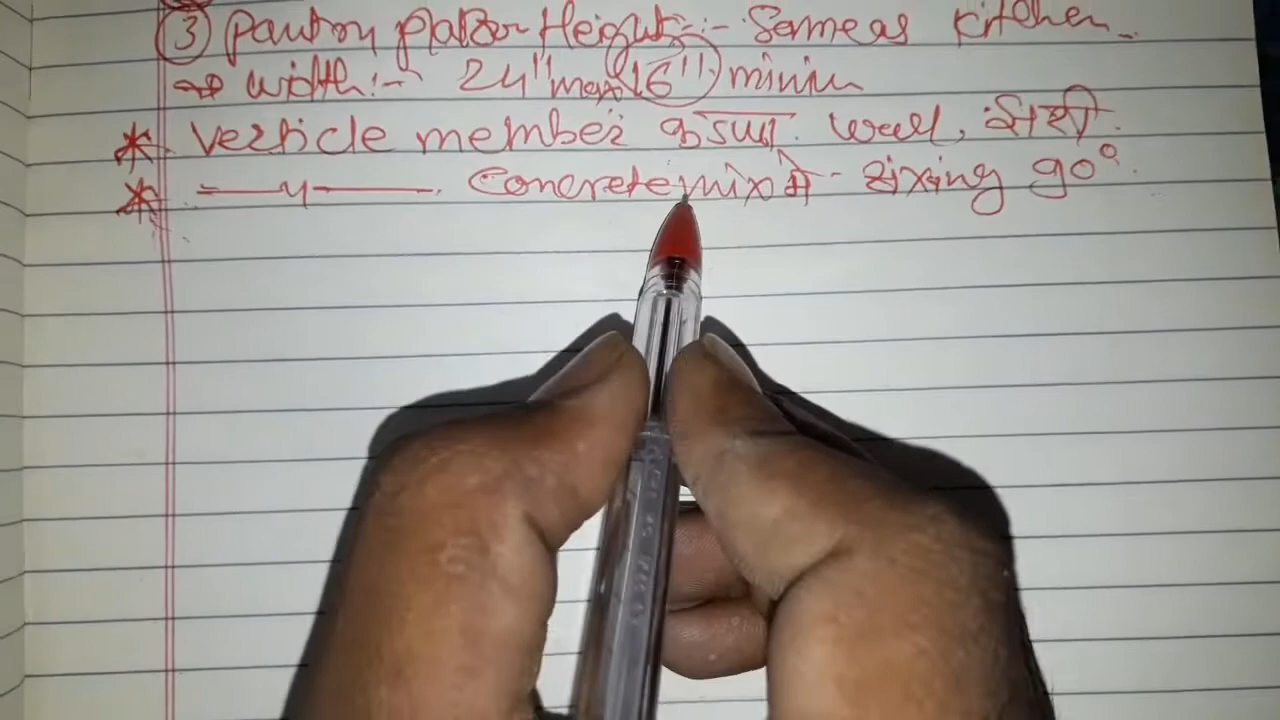 ③ pantry platform Height:- Same as kitchen
→ width:- 24" max 16" minim
* Verticle member wall,
* —〃— Concrete mix में - fixing 90°